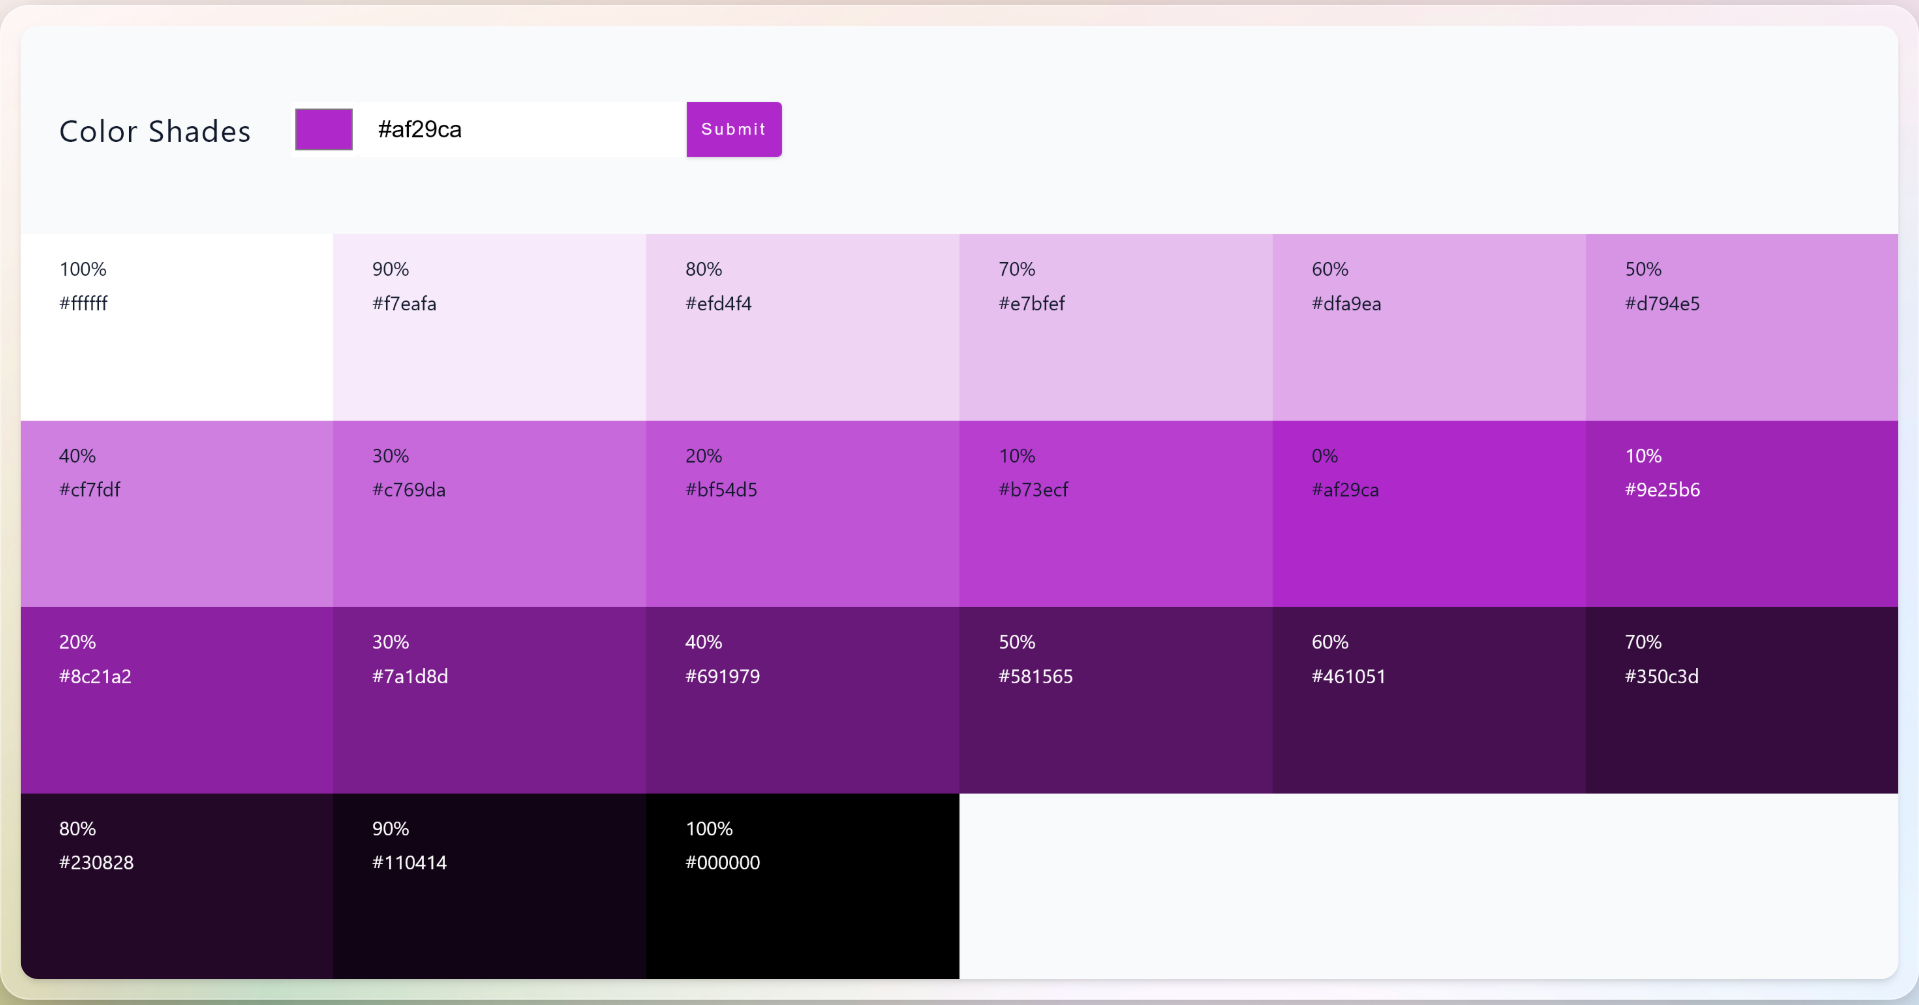 Color Shades
#af29ca
Submit
100%
#ffffff
90%
#f7eafa
80%
#efd4f4
70%
#e7bfef
60%
#dfa9ea
50%
#d794e5
40%
#cf7fdf
30%
#c769da
20%
#bf54d5
10%
#b73ecf
0%
#af29ca
10%
#9e25b6
20%
#8c21a2
30%
#7a1d8d
40%
#691979
50%
#581565
60%
#461051
70%
#350c3d
80%
#230828
90%
#110414
100%
#000000